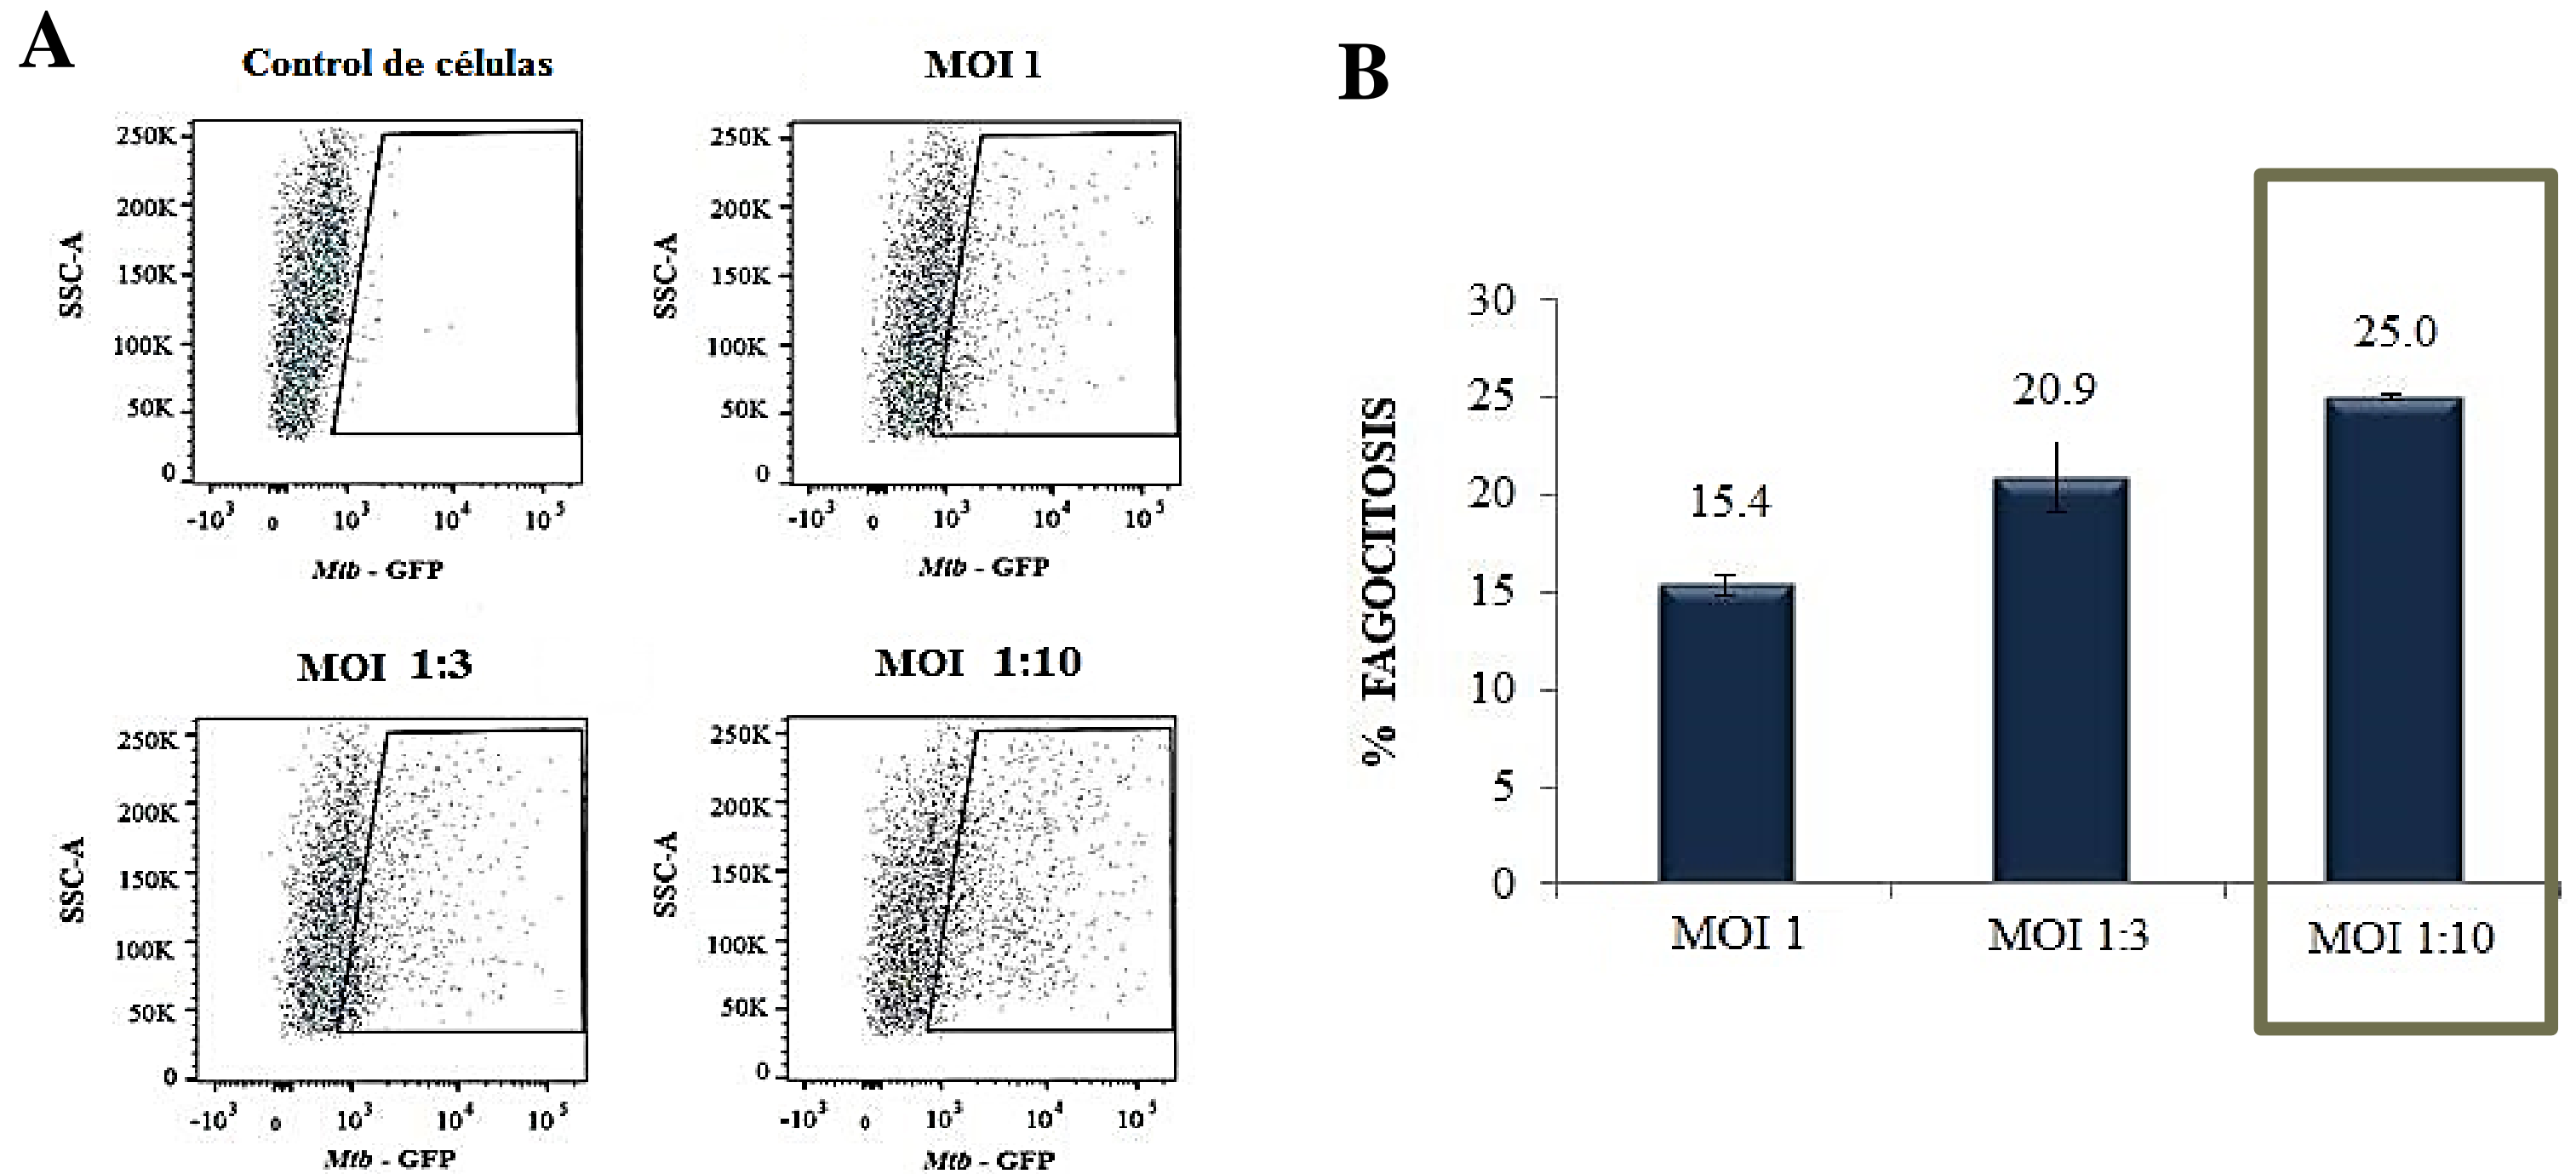 A
Control de células
250K
200K
150K
100K
50K
0
SSC-A
-10³ 0 10³ 10⁴ 10⁵
Mtb - GFP
MOI 1
250K
200K
150K
100K
50K
0
SSC-A
-10³ 0 10³ 10⁴ 10⁵
Mtb - GFP
MOI 1:3
250K
200K
150K
100K
50K
0
SSC-A
-10³ 0 10³ 10⁴ 10⁵
Mtb - GFP
MOI 1:10
250K
200K
150K
100K
50K
0
SSC-A
-10³ 0 10³ 10⁴ 10⁵
Mtb - GFP
B
% FAGOCITOSIS
30
25
20
15
10
5
0
15.4
20.9
25.0
MOI 1
MOI 1:3
MOI 1:10